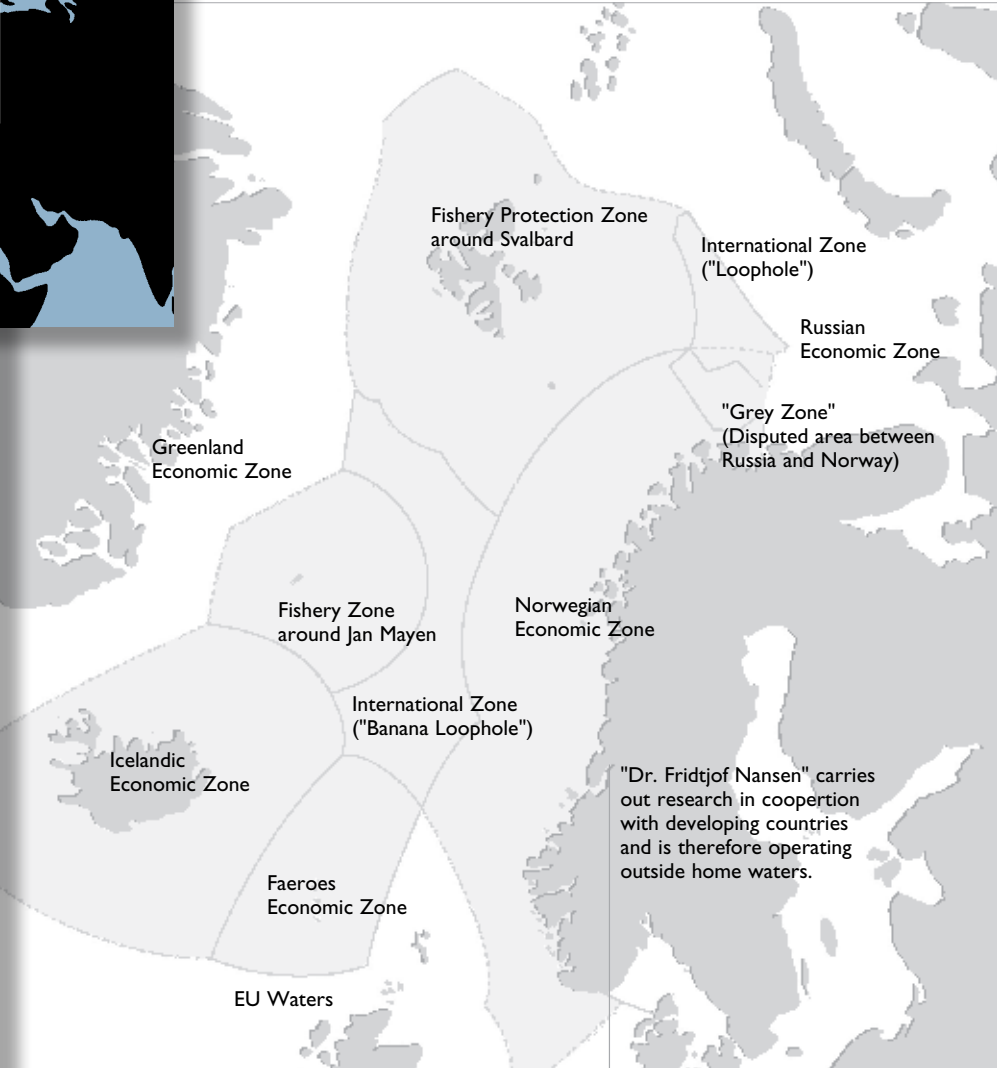 Fishery Protection Zone
around Svalbard
International Zone
("Loophole")
Russian
Economic Zone
"Grey Zone"
(Disputed area between
Russia and Norway)
Greenland
Economic Zone
Fishery Zone
around Jan Mayen
Norwegian
Economic Zone
International Zone
("Banana Loophole")
Icelandic
Economic Zone
"Dr. Fridtjof Nansen" carries
out research in coopertion
with developing countries
and is therefore operating
outside home waters.
Faeroes
Economic Zone
EU Waters